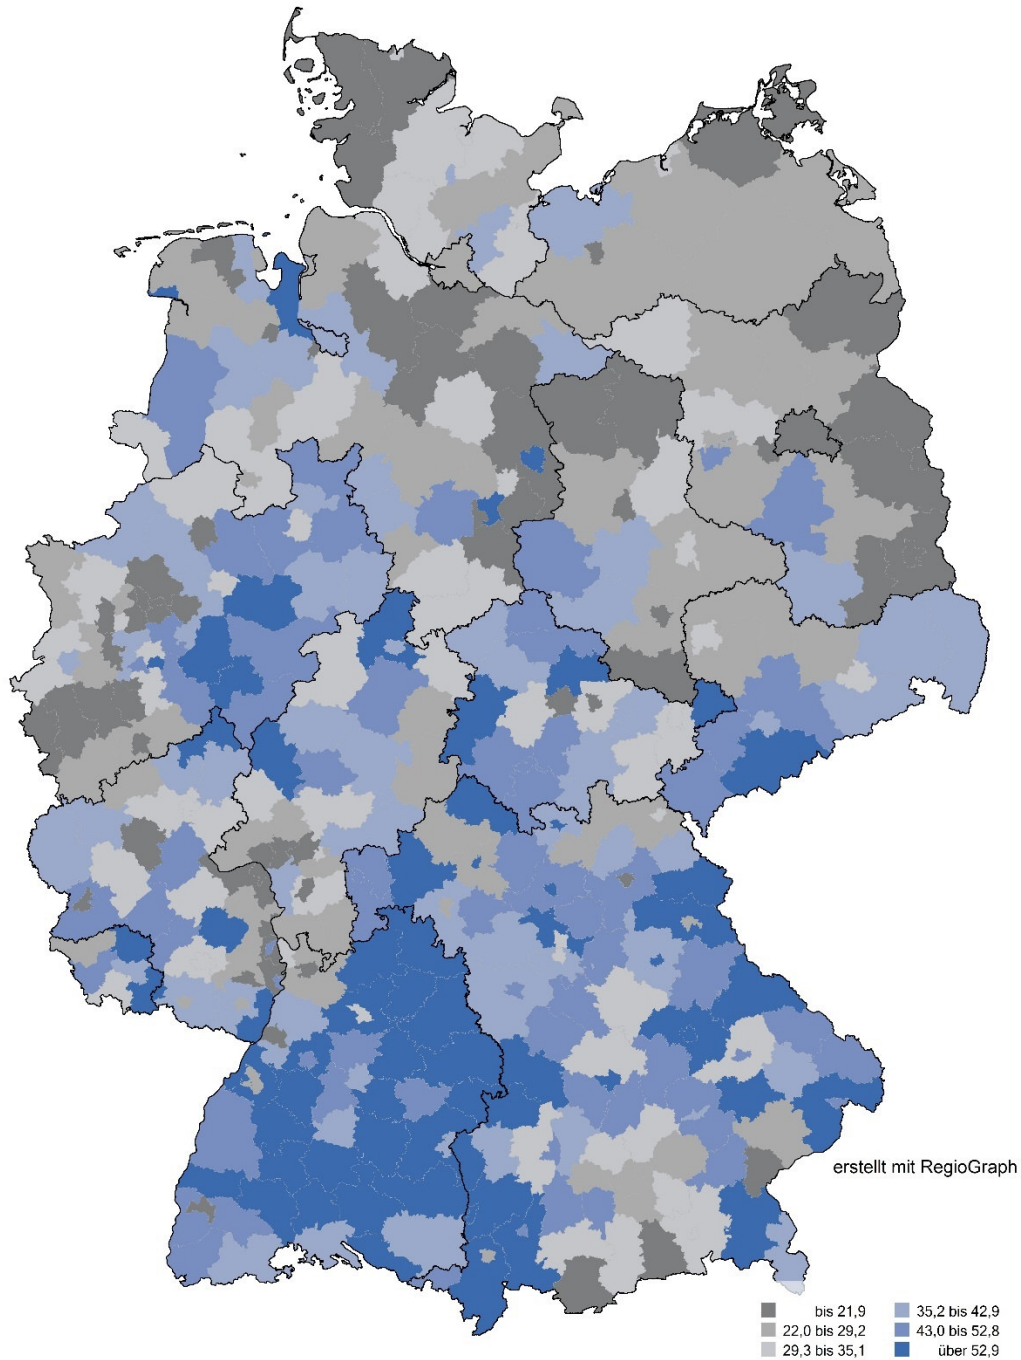 erstellt mit RegioGraph
bis 21,9
22,0 bis 29,2
29,3 bis 35,1
35,2 bis 42,9
43,0 bis 52,8
über 52,9